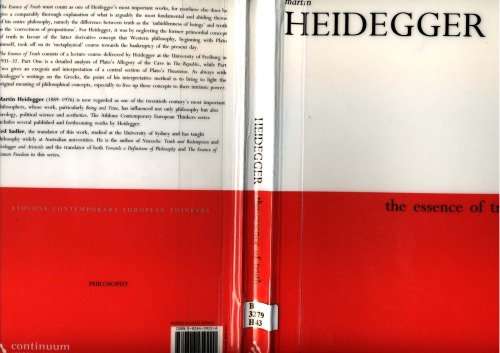 The Essence of Truth must count as one of Heidegger's most important works, for nowhere else does he
give a comparably thorough explanation of what is arguably the most fundamental and abiding theme
of his entire philosophy, namely the difference between truth as the 'unhiddenness of beings' and truth
as the 'correctness of propositions'. For Heidegger, it was by neglecting the former primordial concept
of truth in favour of the latter derivative concept that Western philosophy, beginning with Plato
himself, took off on its 'metaphysical' course towards the bankruptcy of the present day.
The Essence of Truth consists of a lecture course delivered by Heidegger at the University of Freiburg in
1931-32. Part One is a detailed analysis of Plato's Allegory of the Cave in The Republic, while Part
Two gives an exegesis and interpretation of a central section of Plato's Theaetetus. As always with
Heidegger's writings on the Greeks, the point of his interpretative method is to bring to light the
original meaning of philosophical concepts, especially to free up these concepts to their intrinsic power.
Martin Heidegger (1889-1976) is now regarded as one of the twentieth century's most important
philosophers, whose work, particularly Being and Time, has influenced not only philosophy but also
theology, political science and aesthetics. The Athlone Contemporary European Thinkers series
includes several published and forthcoming works by Heidegger.
Ted Sadler, the translator of this work, studied at the University of Sydney and has taught
philosophy widely at Australian universities. He is the author of Nietzsche: Truth and Redemption and
Heidegger and Aristotle and the translator of both Towards a Definition of Philosophy and The Essence of
Human Freedom in this series.
ATHLONE CONTEMPORARY EUROPEAN THINKERS
PHILOSOPHY
continuum
HEIDEGGER
the essence of truth
B
3279
H43
martin
HEIDEGGER
the essence of tr